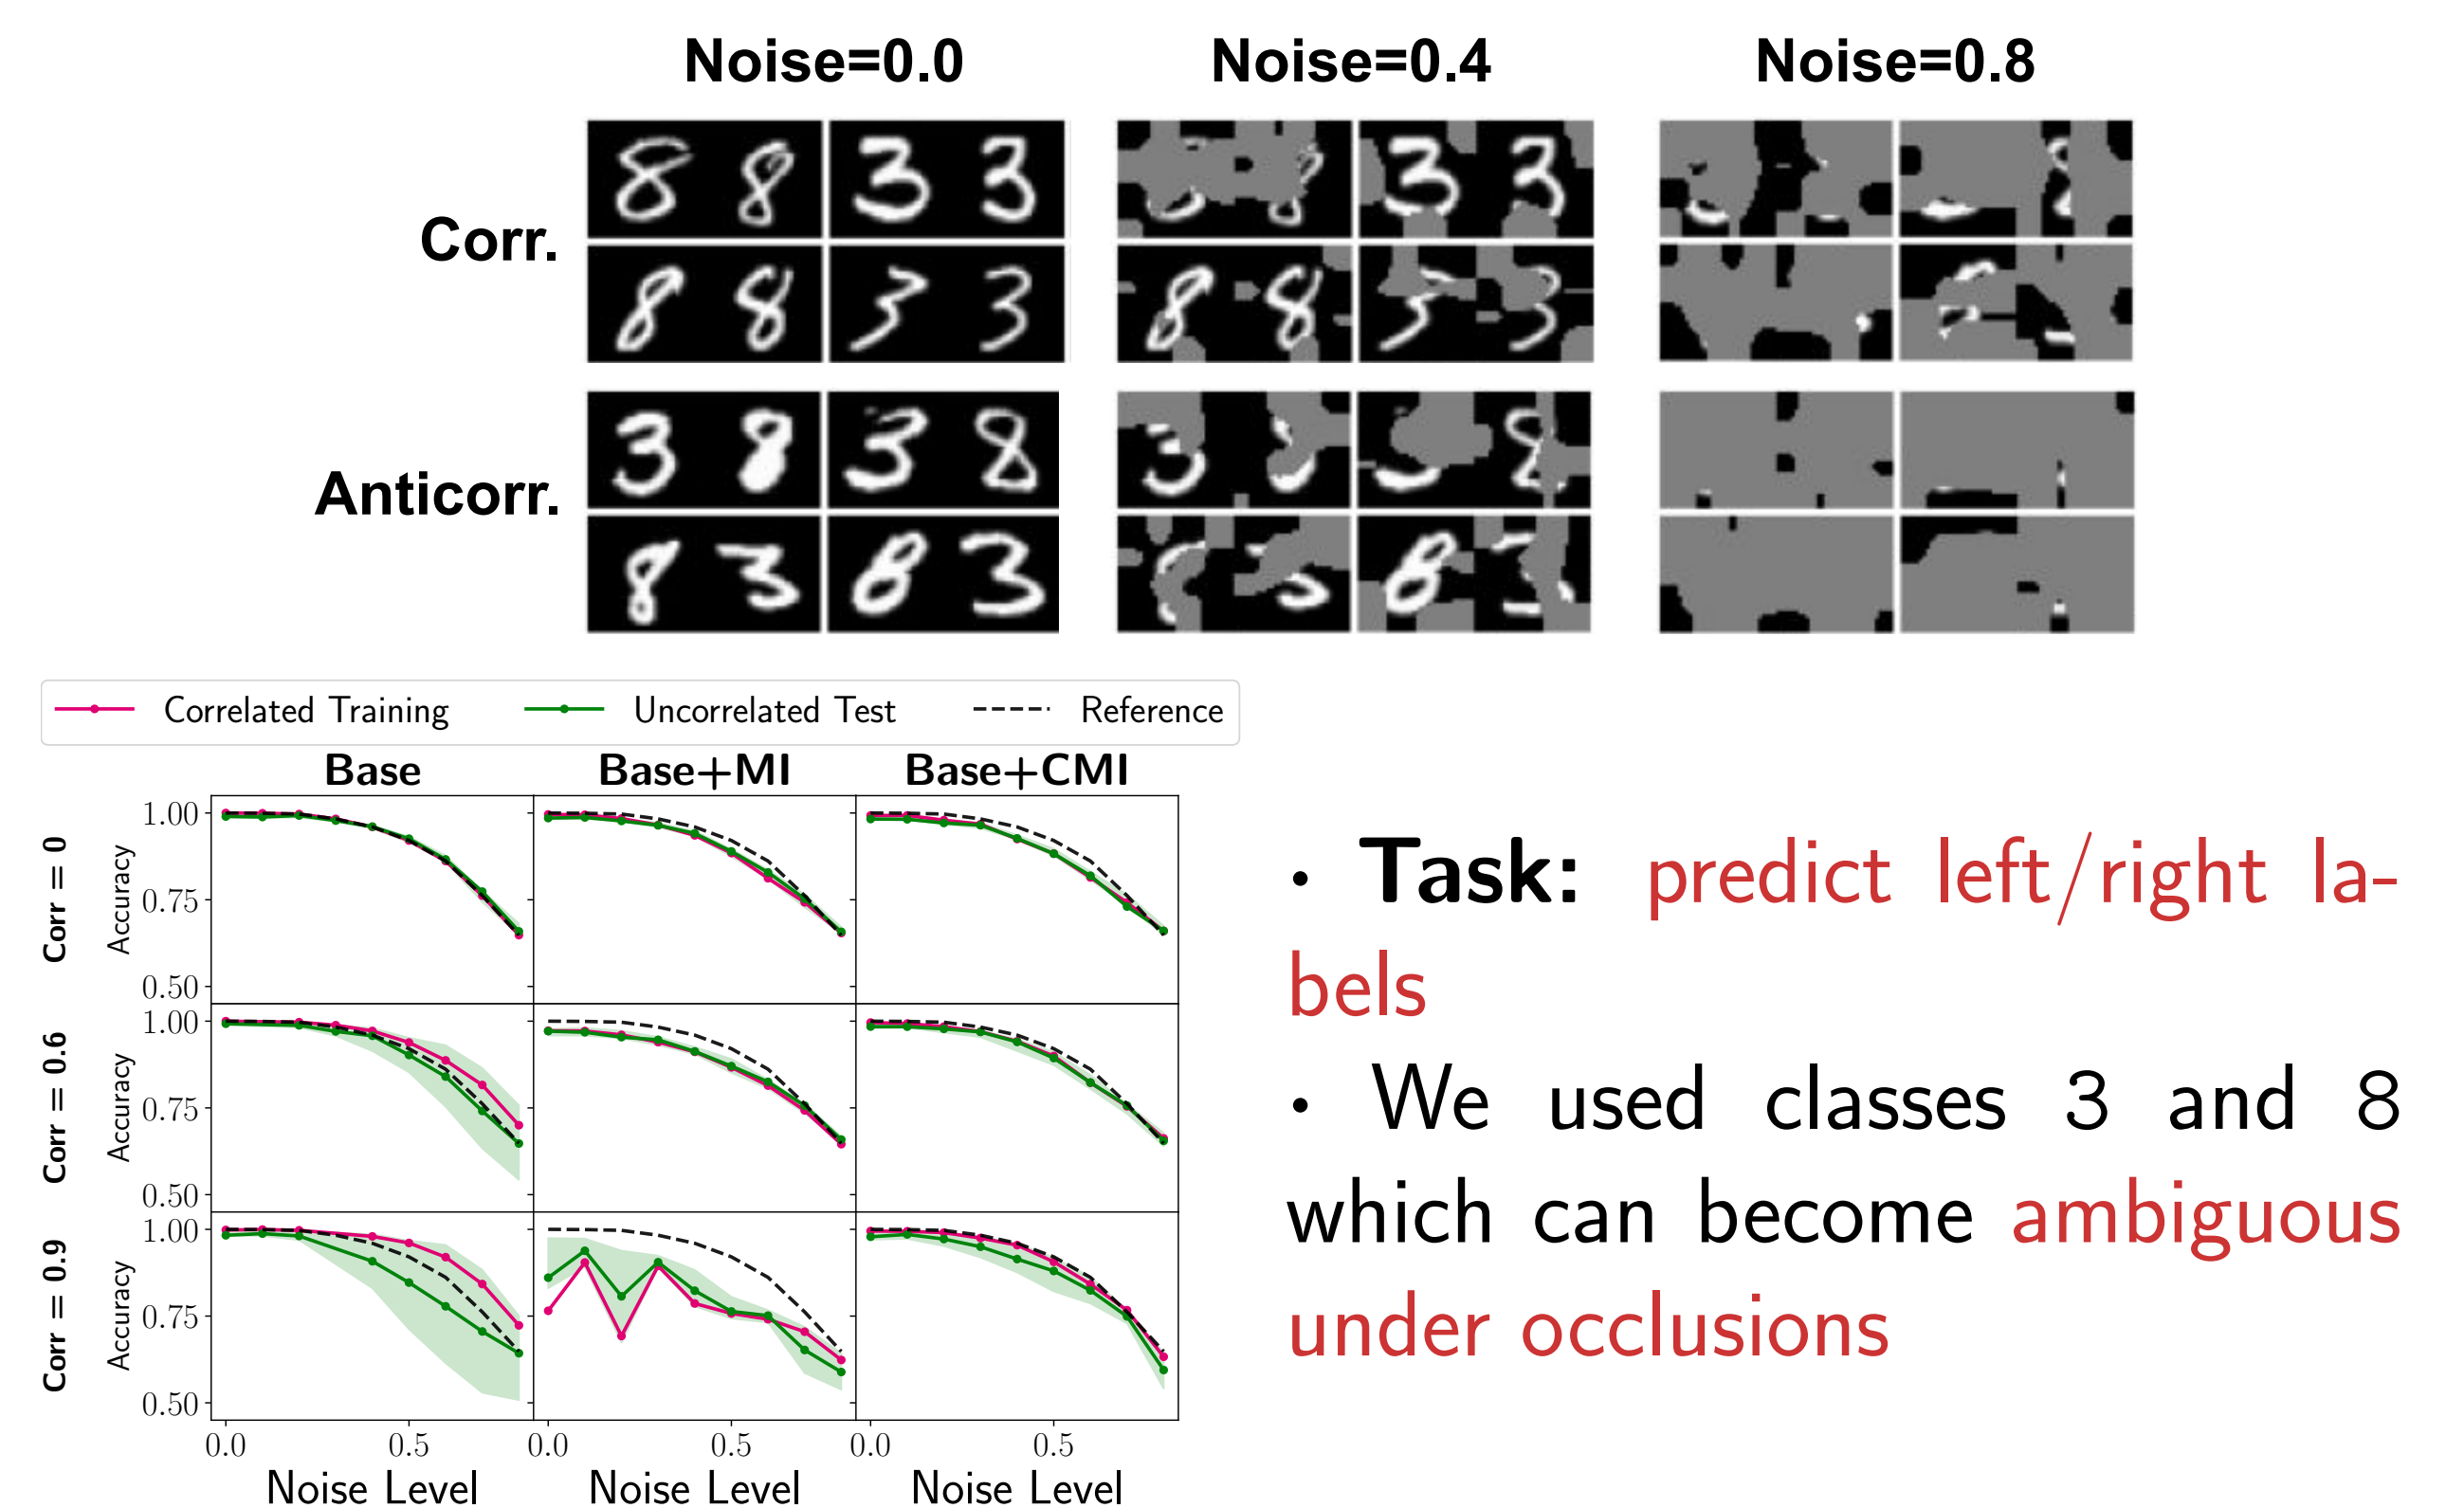 Noise=0.0 Noise=0.4 Noise=0.8
Corr.
Anticorr.
Correlated Training Uncorrelated Test Reference
Base Base+MI Base+CMI
Corr = 0
Accuracy
1.00
0.75
0.50
Corr = 0.6
Accuracy
1.00
0.75
0.50
Corr = 0.9
Accuracy
1.00
0.75
0.50
0.0 0.5 0.0 0.5 0.0 0.5
Noise Level Noise Level Noise Level
• Task: predict left/right la-
bels
• We used classes 3 and 8
which can become ambiguous
under occlusions